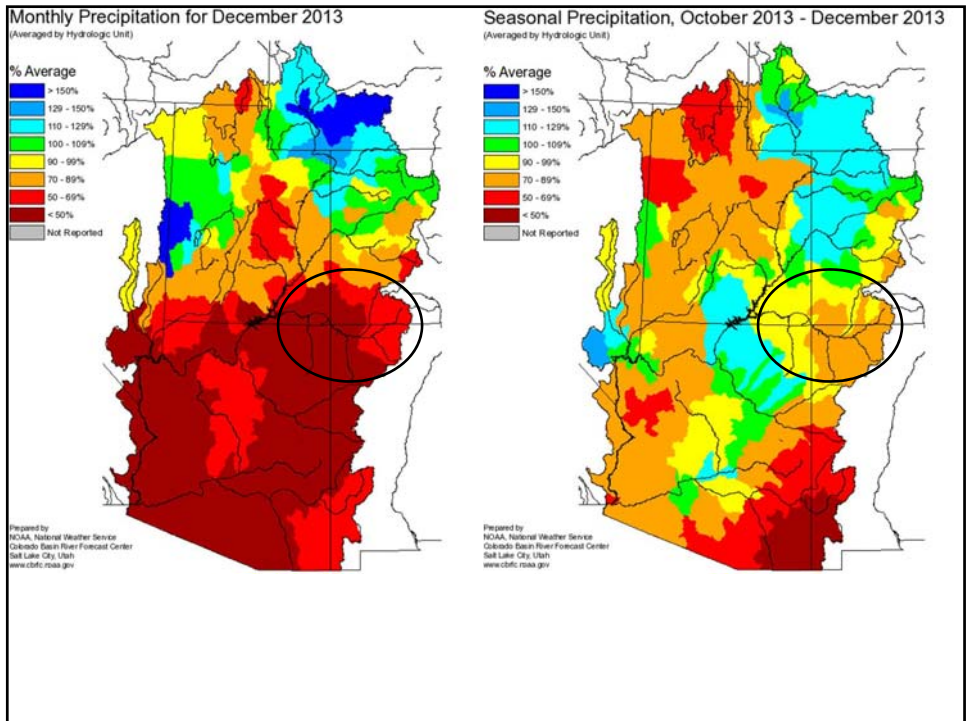 Monthly Precipitation for December 2013
(Averaged by Hydrologic Unit)
% Average
> 150%
129 - 150%
110 - 129%
100 - 109%
90 - 99%
70 - 89%
50 - 69%
< 50%
Not Reported
Prepared by
NOAA, National Weather Service
Colorado Basin River Forecast Center
Salt Lake City, Utah
www.cbrfc.noaa.gov
Seasonal Precipitation, October 2013 - December 2013
(Averaged by Hydrologic Unit)
% Average
> 150%
129 - 150%
110 - 129%
100 - 109%
90 - 99%
70 - 89%
50 - 69%
< 50%
Not Reported
Prepared by
NOAA, National Weather Service
Colorado Basin River Forecast Center
Salt Lake City, Utah
www.cbrfc.noaa.gov